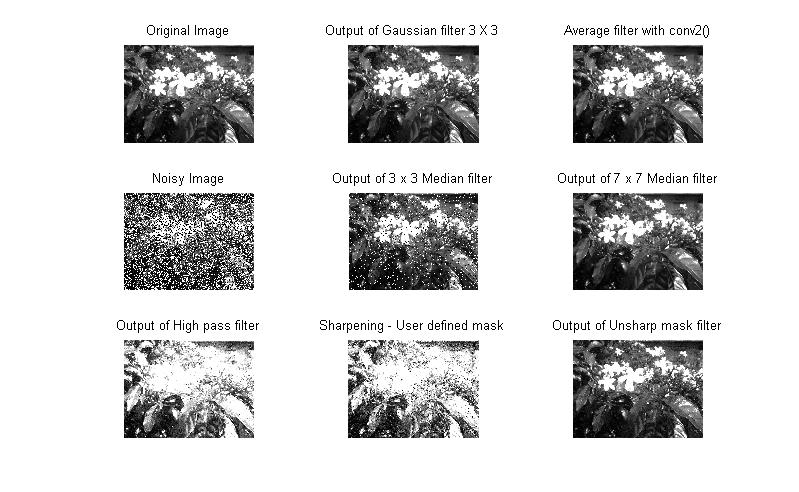 Original Image
Output of Gaussian filter 3 X 3
Average filter with conv2()
Noisy Image
Output of 3 x 3 Median filter
Output of 7 x 7 Median filter
Output of High pass filter
Sharpening - User defined mask
Output of Unsharp mask filter